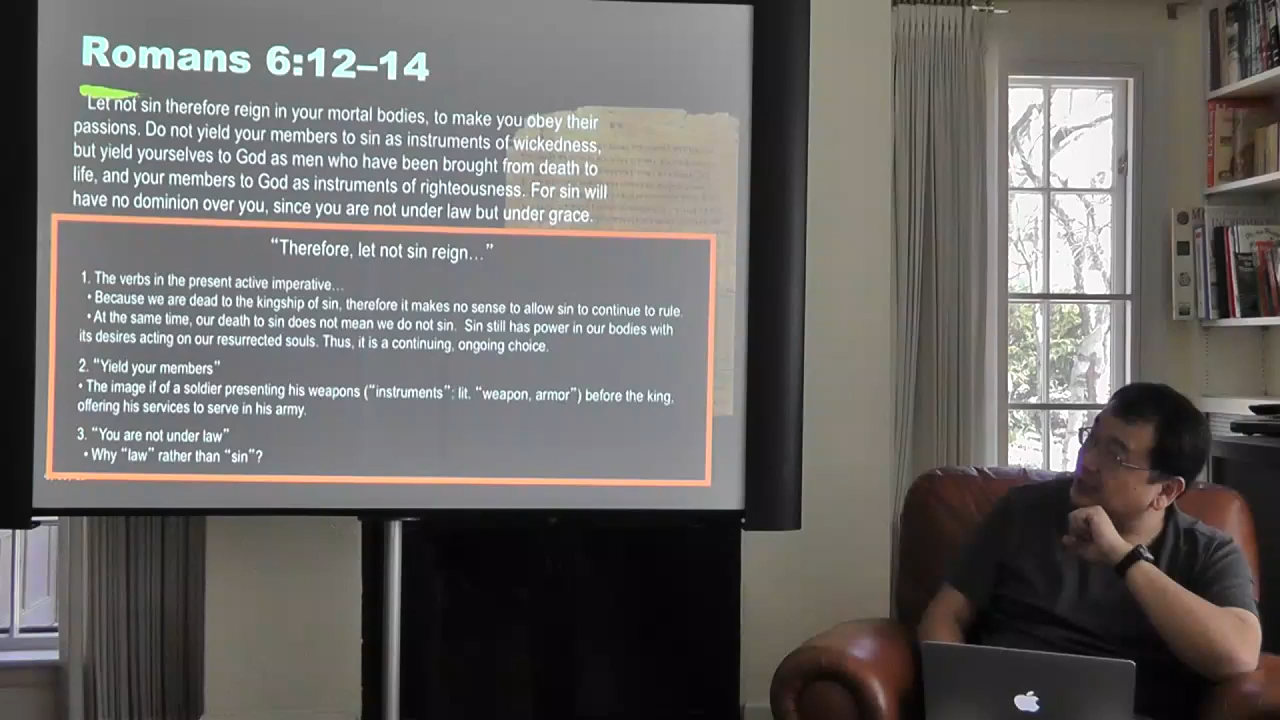 Romans 6:12–14
"Let not sin therefore reign in your mortal bodies, to make you obey their
passions. Do not yield your members to sin as instruments of wickedness,
but yield yourselves to God as men who have been brought from death to
life, and your members to God as instruments of righteousness. For sin will
have no dominion over you, since you are not under law but under grace.
"Therefore, let not sin reign…"
1. The verbs in the present active imperative…
• Because we are dead to the kingship of sin, therefore it makes no sense to allow sin to continue to rule.
• At the same time, our death to sin does not mean we do not sin. Sin still has power in our bodies with
its desires acting on our resurrected souls. Thus, it is a continuing, ongoing choice.
2. "Yield your members"
• The image if of a soldier presenting his weapons ("instruments": lit. "weapon, armor") before the king,
offering his services to serve in his army.
3. "You are not under law"
• Why "law" rather than "sin"?